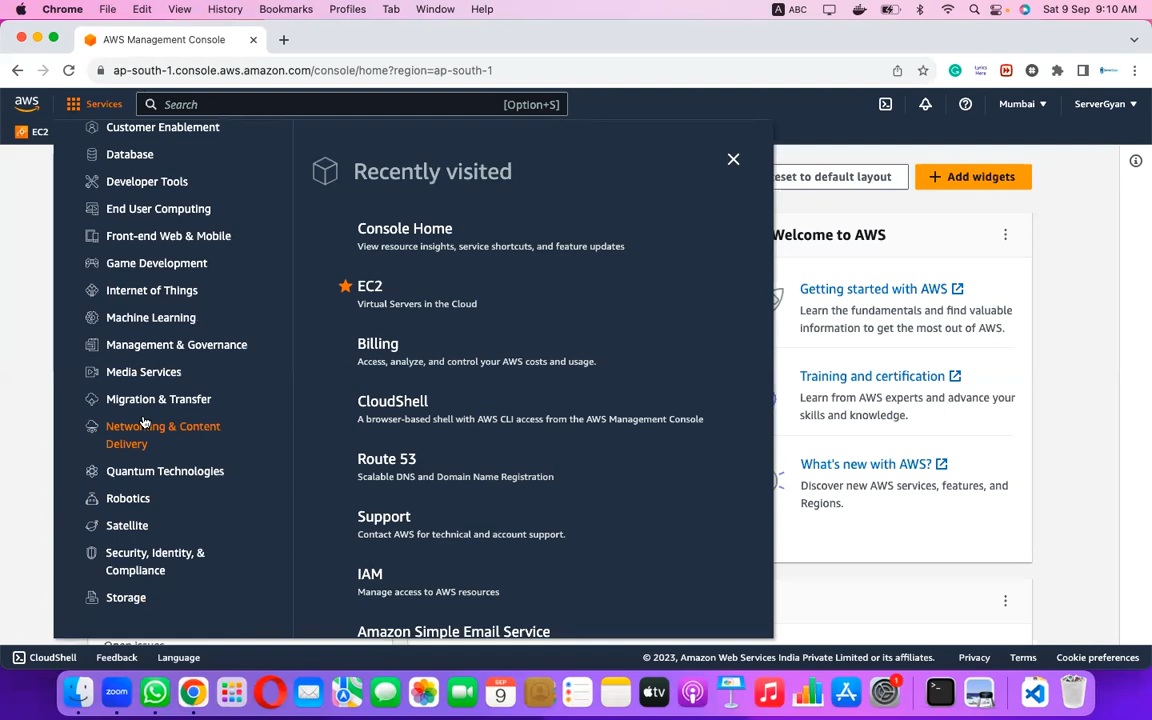 Chrome File Edit View History Bookmarks Profiles Tab Window Help A ABC Sat 9 Sep 9:10 AM
AWS Management Console
ap-south-1.console.aws.amazon.com/console/home?region=ap-south-1
aws Services Search [Option+S] Mumbai ServerGyan
EC2
Customer Enablement
Database
Developer Tools
End User Computing
Front-end Web & Mobile
Game Development
Internet of Things
Machine Learning
Management & Governance
Media Services
Migration & Transfer
Networking & Content
Delivery
Quantum Technologies
Robotics
Satellite
Security, Identity, &
Compliance
Storage
Recently visited
Console Home
View resource insights, service shortcuts, and feature updates
EC2
Virtual Servers in the Cloud
Billing
Access, analyze, and control your AWS costs and usage.
CloudShell
A browser-based shell with AWS CLI access from the AWS Management Console
Route 53
Scalable DNS and Domain Name Registration
Support
Contact AWS for technical and account support.
IAM
Manage access to AWS resources
Amazon Simple Email Service
eset to default layout
Add widgets
Welcome to AWS
Getting started with AWS
Learn the fundamentals and find valuable
information to get the most out of AWS.
Training and certification
Learn from AWS experts and advance your
skills and knowledge.
What's new with AWS?
Discover new AWS services, features, and
Regions.
CloudShell Feedback Language © 2023, Amazon Web Services India Private Limited or its affiliates. Privacy Terms Cookie preferences
zoom SEP 9 tv 1